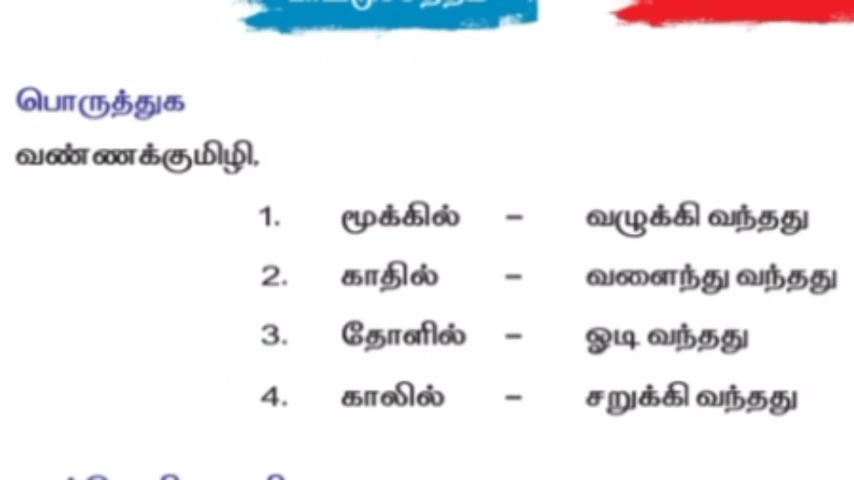 பொருத்துக
வண்ணக்குமிழி,
1. மூக்கில் – வழுக்கி வந்தது
2. காதில் – வளைந்து வந்தது
3. தோளில் – ஓடி வந்தது
4. காலில் – சறுக்கி வந்தது